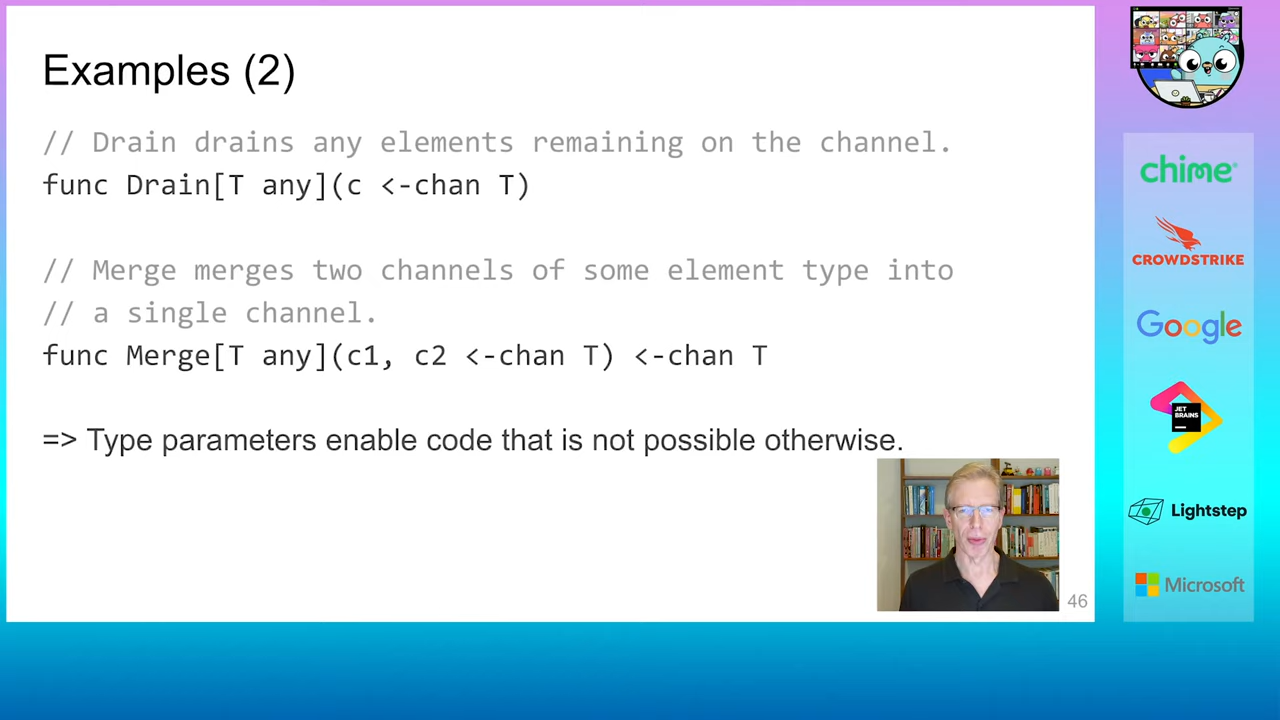 Examples (2)
// Drain drains any elements remaining on the channel.
func Drain[T any](c <-chan T)
// Merge merges two channels of some element type into
// a single channel.
func Merge[T any](c1, c2 <-chan T) <-chan T
=> Type parameters enable code that is not possible otherwise.
46
chime
CROWDSTRIKE
Google
JET
BRAINS
Lightstep
Microsoft